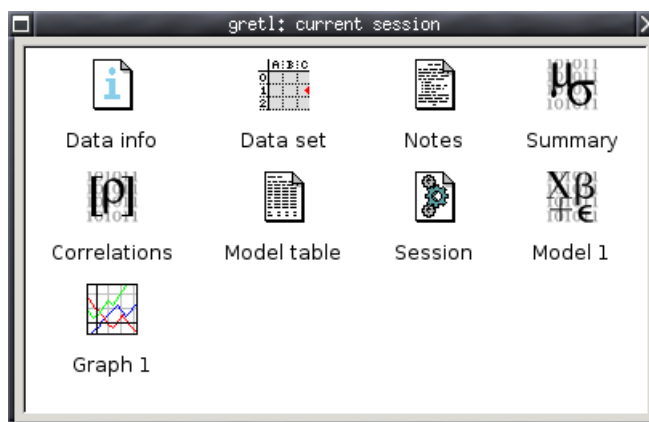 gretl: current session
Data info
Data set
Notes
Summary
Correlations
Model table
Session
Model 1
Graph 1